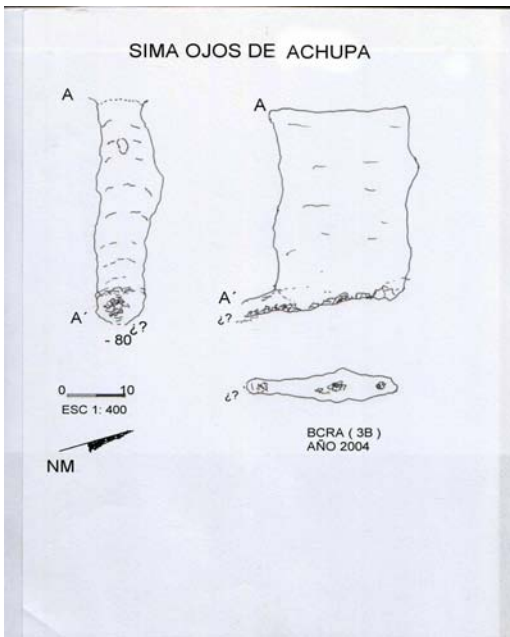 SIMA OJOS DE ACHUPA
A
A
A´
¿?
- 80
A´
¿?
¿?
0 10
ESC 1: 400
NM
BCRA ( 3B )
AÑO 2004